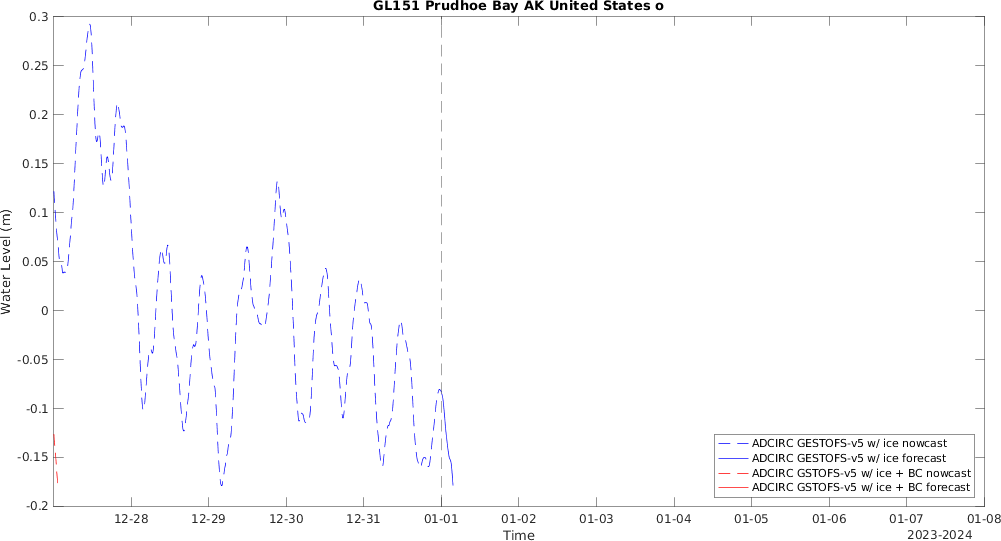 GL151 Prudhoe Bay AK United States o
Water Level (m)
0.3
0.25
0.2
0.15
0.1
0.05
0
-0.05
-0.1
-0.15
-0.2
ADCIRC GESTOFS-v5 w/ ice nowcast
ADCIRC GESTOFS-v5 w/ ice forecast
ADCIRC GSTOFS-v5 w/ ice + BC nowcast
ADCIRC GSTOFS-v5 w/ ice + BC forecast
12-28 12-29 12-30 12-31 01-01 01-02 01-03 01-04 01-05 01-06 01-07 01-08
Time
2023-2024